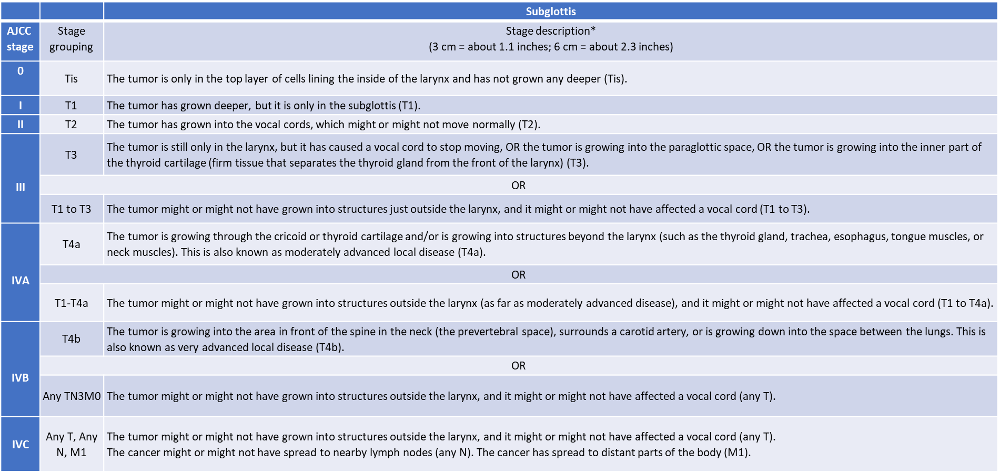 Subglottis
AJCC
stage
Stage
grouping
Stage description*
(3 cm = about 1.1 inches; 6 cm = about 2.3 inches)
0
Tis
The tumor is only in the top layer of cells lining the inside of the larynx and has not grown any deeper (Tis).
I
T1
The tumor has grown deeper, but it is only in the subglottis (T1).
II
T2
The tumor has grown into the vocal cords, which might or might not move normally (T2).
III
T3
The tumor is still only in the larynx, but it has caused a vocal cord to stop moving, OR the tumor is growing into the paraglottic space, OR the tumor is growing into the inner part of
the thyroid cartilage (firm tissue that separates the thyroid gland from the front of the larynx) (T3).
OR
T1 to T3
The tumor might or might not have grown into structures just outside the larynx, and it might or might not have affected a vocal cord (T1 to T3).
IVA
T4a
The tumor is growing through the cricoid or thyroid cartilage and/or is growing into structures beyond the larynx (such as the thyroid gland, trachea, esophagus, tongue muscles, or
neck muscles). This is also known as moderately advanced local disease (T4a).
OR
T1-T4a
The tumor might or might not have grown into structures outside the larynx (as far as moderately advanced disease), and it might or might not have affected a vocal cord (T1 to T4a).
IVB
T4b
The tumor is growing into the area in front of the spine in the neck (the prevertebral space), surrounds a carotid artery, or is growing down into the space between the lungs. This is
also known as very advanced local disease (T4b).
OR
Any TN3M0
The tumor might or might not have grown into structures outside the larynx, and it might or might not have affected a vocal cord (any T).
IVC
Any T, Any
N, M1
The tumor might or might not have grown into structures outside the larynx, and it might or might not have affected a vocal cord (any T).
The cancer might or might not have spread to nearby lymph nodes (any N). The cancer has spread to distant parts of the body (M1).